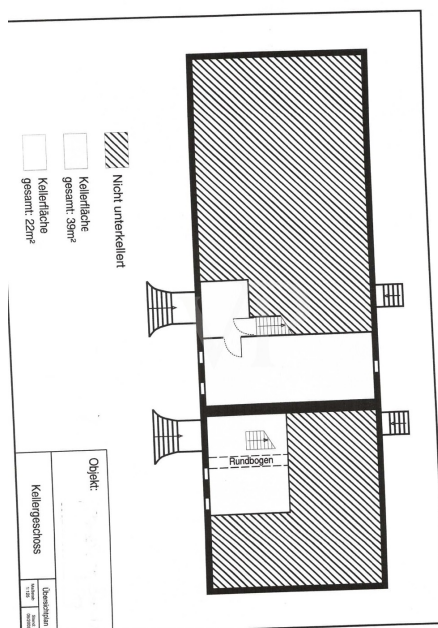 Nicht unterkellert
Kellerfläche
gesamt: 39m²
Kellerfläche
gesamt: 22m²
Rundbogen
Objekt:
Kellergeschoss
Übersichtsplan